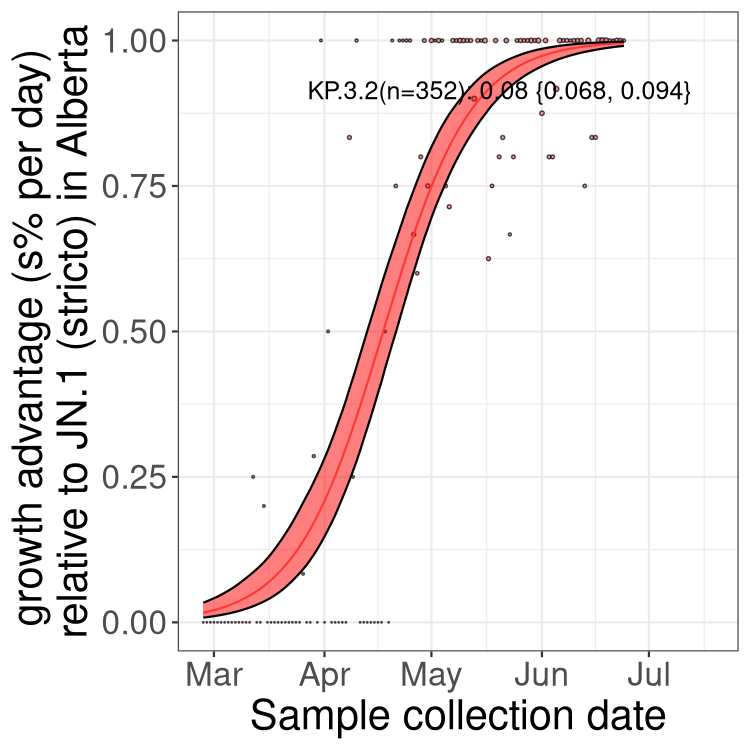 growth advantage (s% per day)
relative to JN.1 (stricto) in Alberta
1.00
0.75
0.50
0.25
0.00
KP.3.2(n=352): 0.08 {0.068, 0.094}
Mar Apr May Jun Jul
Sample collection date